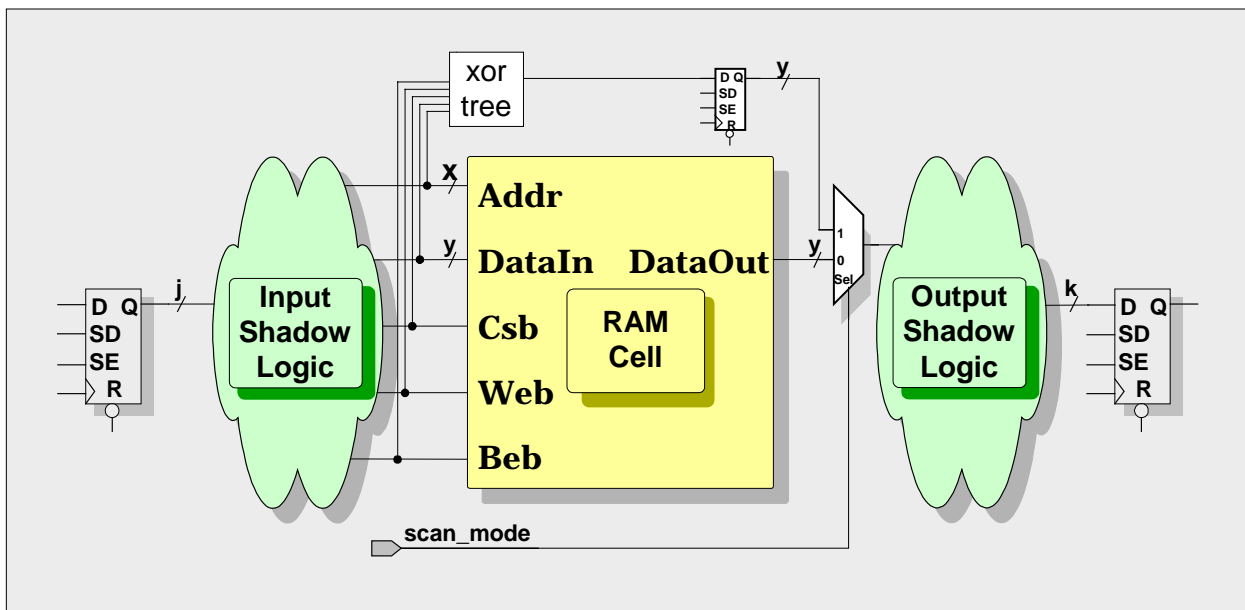 xor
tree
D Q
SD
SE
R
y
x
Addr
y
DataIn
DataOut
y
1
0
Sel
D Q
SD
SE
R
j
Input
Shadow
Logic
Csb
Web
Beb
RAM
Cell
Output
Shadow
Logic
k
D Q
SD
SE
R
scan_mode